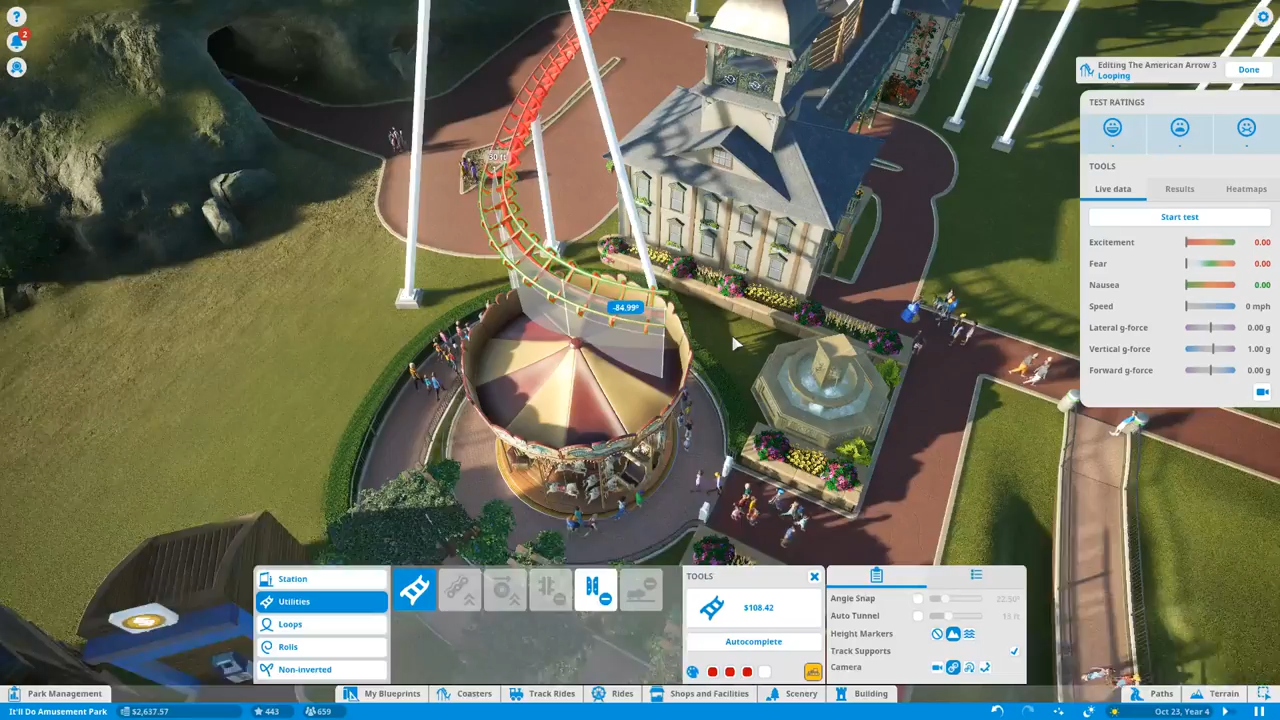 ?
2
Editing The American Arrow 3
Looping
Done
TEST RATINGS
- - -
TOOLS
Live data Results Heatmaps
Start test
Excitement 0.00
Fear 0.00
Nausea 0.00
Speed 0 mph
Lateral g-force 0.00 g
Vertical g-force 1.00 g
Forward g-force 0.00 g
30 ft
-84.99°
Station
Utilities
Loops
Rolls
Non-inverted
TOOLS
$108.42
Autocomplete
Angle Snap 22.50°
Auto Tunnel 13 ft
Height Markers
Track Supports
Camera
Park Management My Blueprints Coasters Track Rides Rides Shops and Facilities Scenery Building Paths Terrain
It'll Do Amusement Park $2,637.57 443 659 Oct 23, Year 4